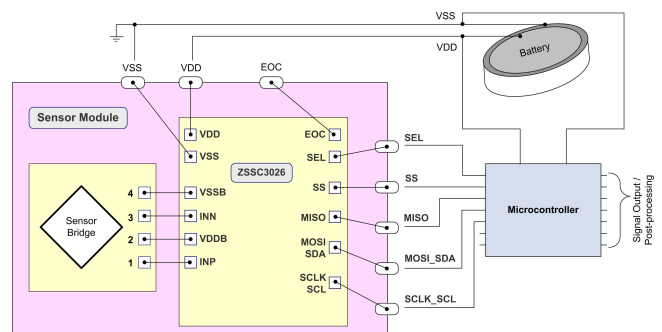 VSS
VDD
Battery
VSS
VDD
EOC
Sensor Module
VDD
EOC
VSS
SEL
SEL
ZSSC3026
4
VSSB
SS
SS
Sensor
Bridge
3
INN
MISO
MISO
Microcontroller
2
VDDB
MOSI
SDA
MOSI_SDA
1
INP
SCLK
SCL
SCLK_SCL
Signal Output /
Post-processing